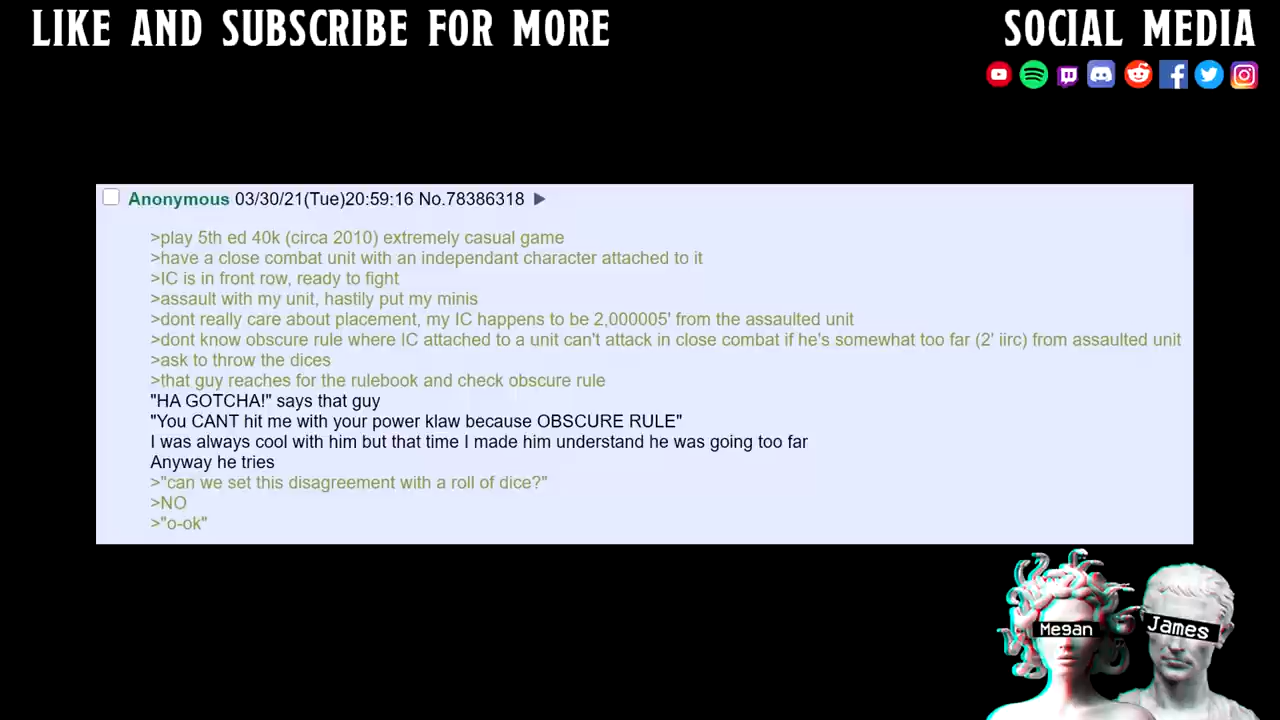 LIKE AND SUBSCRIBE FOR MORE
SOCIAL MEDIA
Anonymous 03/30/21(Tue)20:59:16 No.78386318 ▶
>play 5th ed 40k (circa 2010) extremely casual game
>have a close combat unit with an independant character attached to it
>IC is in front row, ready to fight
>assault with my unit, hastily put my minis
>dont really care about placement, my IC happens to be 2,000005' from the assaulted unit
>dont know obscure rule where IC attached to a unit can't attack in close combat if he's somewhat too far (2' iirc) from assaulted unit
>ask to throw the dices
>that guy reaches for the rulebook and check obscure rule
"HA GOTCHA!" says that guy
"You CANT hit me with your power klaw because OBSCURE RULE"
I was always cool with him but that time I made him understand he was going too far
Anyway he tries
>"can we set this disagreement with a roll of dice?"
>NO
>"o-ok"
Megan
James